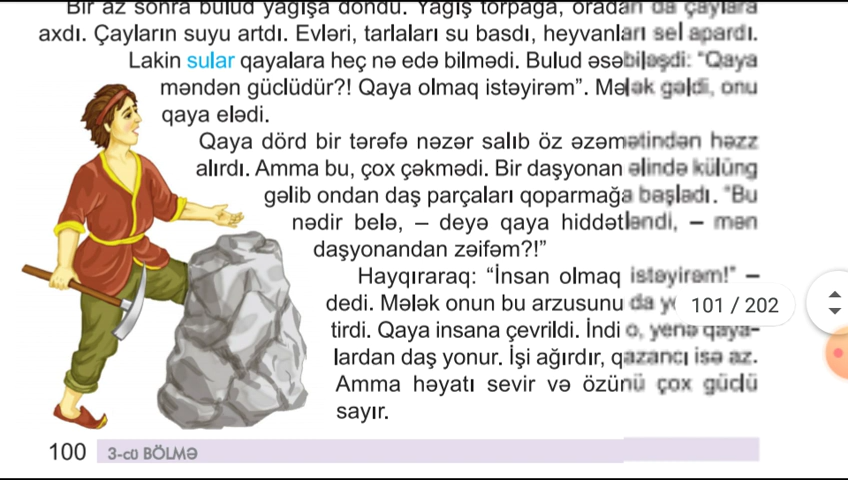 Bir az sonra bulud yağışa döndü. Yağış torpağa, oradan da çaylara
axdı. Çayların suyu artdı. Evləri, tarlaları su basdı, heyvanları sel apardı.
Lakin sular qayalara heç nə edə bilmədi. Bulud əsəbiləşdi: “Qaya
məndən güclüdür?! Qaya olmaq istəyirəm”. Mələk gəldi, onu
qaya elədi.
Qaya dörd bir tərəfə nəzər salıb öz əzəmətindən həzz
alırdı. Amma bu, çox çəkmədi. Bir daşyonan əlində külüng
gəlib ondan daş parçaları qoparmağa başladı. “Bu
nədir belə, – deyə qaya hiddətləndi, – mən
daşyonandan zəifəm?!”
Hayqıraraq: “İnsan olmaq istəyirəm!” –
dedi. Mələk onun bu arzusunu da
101 / 202
tirdi. Qaya insana çevrildi. İndi o, yenə qaya-
lardan daş yonur. İşi ağırdır, qazancı isə az.
Amma həyatı sevir və özünü çox güclü
sayır.
100 3-cü BÖLMƏ